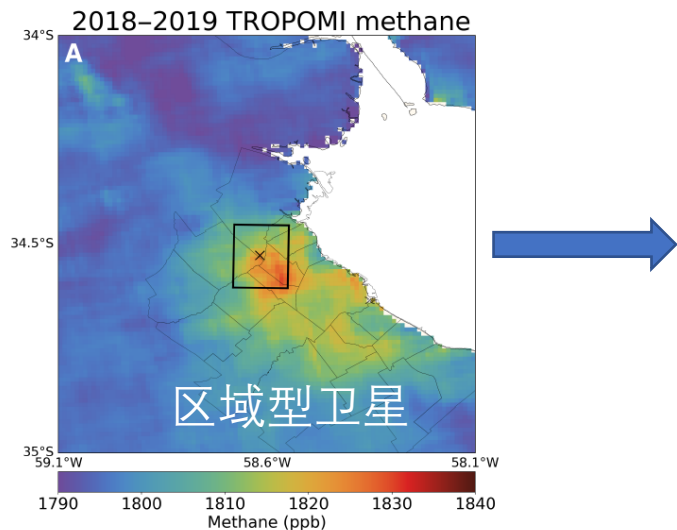 2018–2019 TROPOMI methane
34°S
A
34.5°S
区域型卫星
35°S
59.1°W 58.6°W 58.1°W
1790 1800 1810 1820 1830 1840
Methane (ppb)